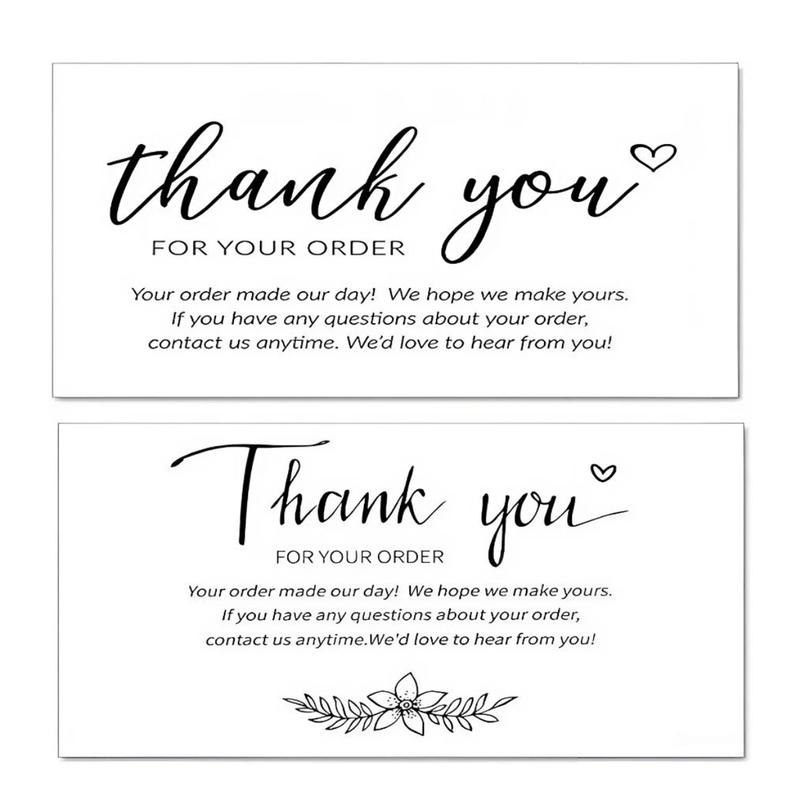 thank you
FOR YOUR ORDER
Your order made our day! We hope we make yours.
If you have any questions about your order,
contact us anytime. We'd love to hear from you!
Thank you
FOR YOUR ORDER
Your order made our day! We hope we make yours.
If you have any questions about your order,
contact us anytime.We'd love to hear from you!